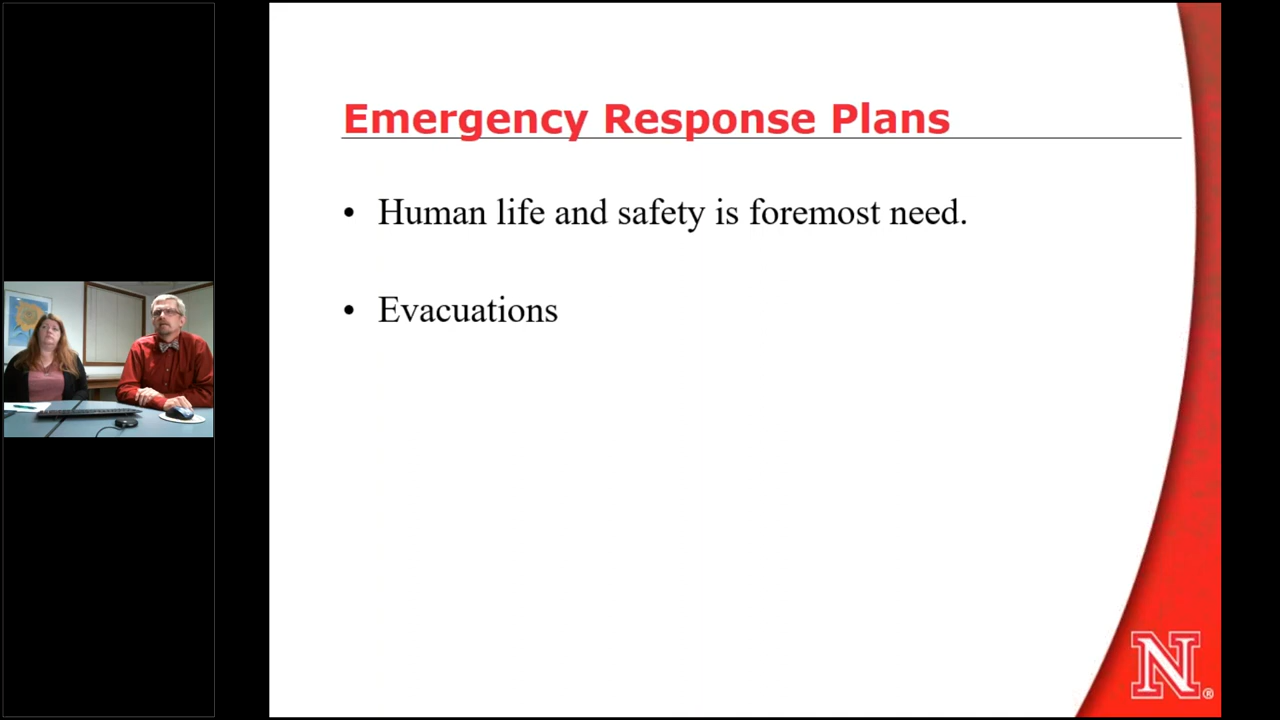 Emergency Response Plans
• Human life and safety is foremost need.
• Evacuations
N®